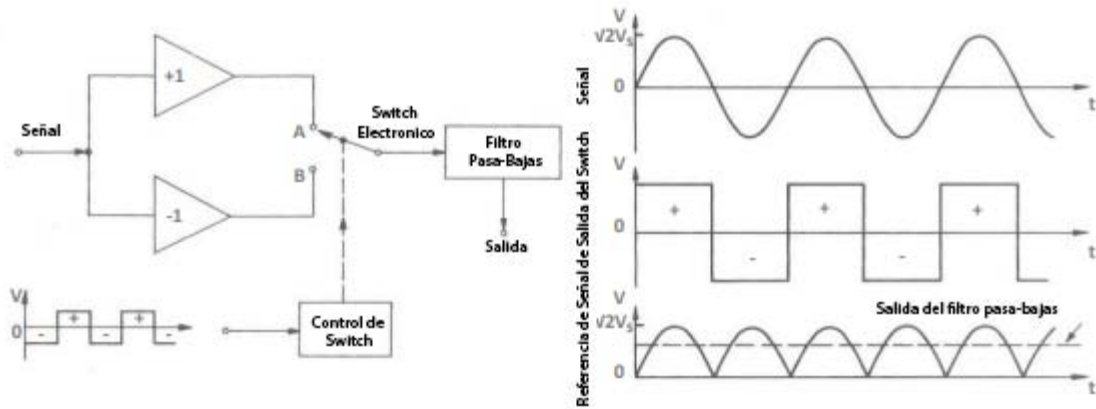 Señal
+1
-1
A
B
Switch
Electronico
Filtro
Pasa-Bajas
Salida
V
0
+
+
-
-
-
Control de
Switch
Señal
V
√2Vs
0
t
Referencia de Señal de Salida del Switch
V
0
+
+
+
-
-
t
V
√2Vs
0
Salida del filtro pasa-bajas
t